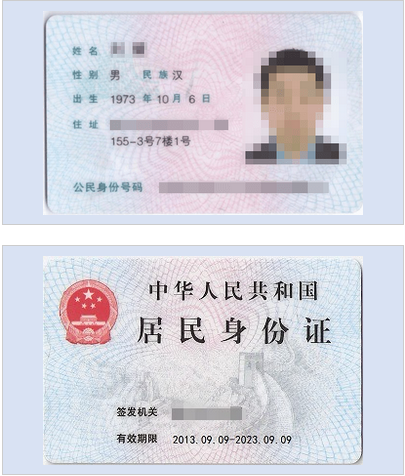 姓名
性别 男 民族 汉
出生 1973 年 10 月 6 日
住址
155-3号7楼1号
公民身份号码
中华人民共和国
居民身份证
签发机关
有效期限 2013.09.09-2023.09.09